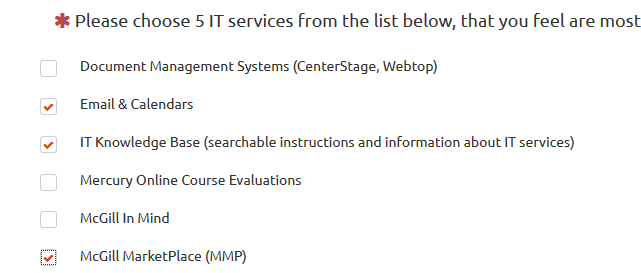 ✱ Please choose 5 IT services from the list below, that you feel are most
Document Management Systems (CenterStage, Webtop)
Email & Calendars
IT Knowledge Base (searchable instructions and information about IT services)
Mercury Online Course Evaluations
McGill In Mind
McGill MarketPlace (MMP)